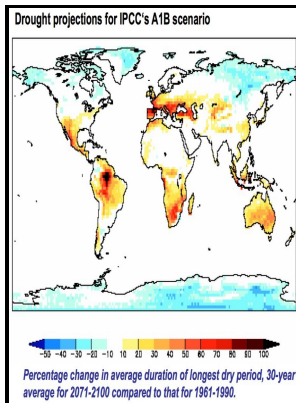 Drought projections for IPCC's A1B scenario
-50 -40 -30 -20 -10 10 20 30 40 50 60 70 80 90 100
Percentage change in average duration of longest dry period, 30-year
average for 2071-2100 compared to that for 1961-1990.